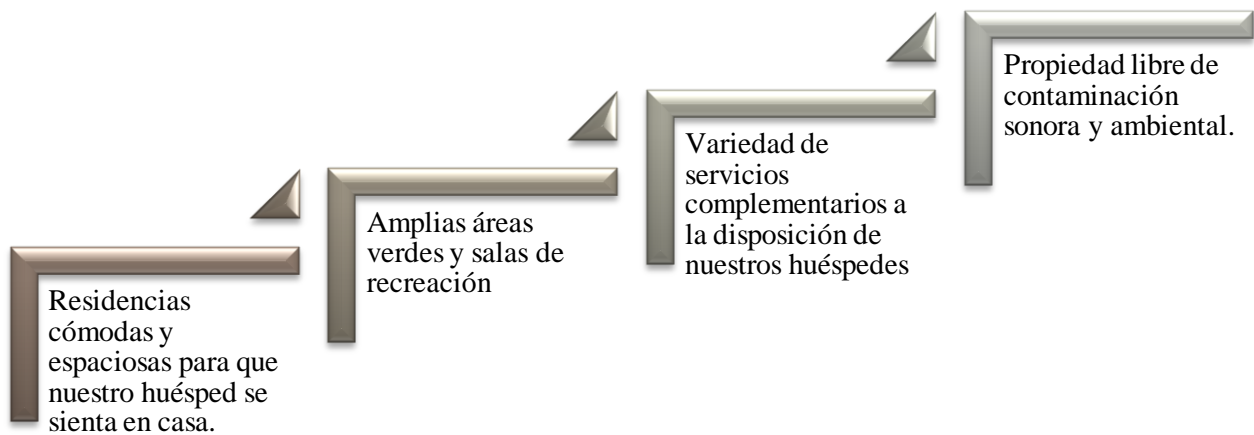 Residencias
cómodas y
espaciosas para que
nuestro huésped se
sienta en casa.
Amplias áreas
verdes y salas de
recreación
Variedad de
servicios
complementarios a
la disposición de
nuestros huéspedes
Propiedad libre de
contaminación
sonora y ambiental.